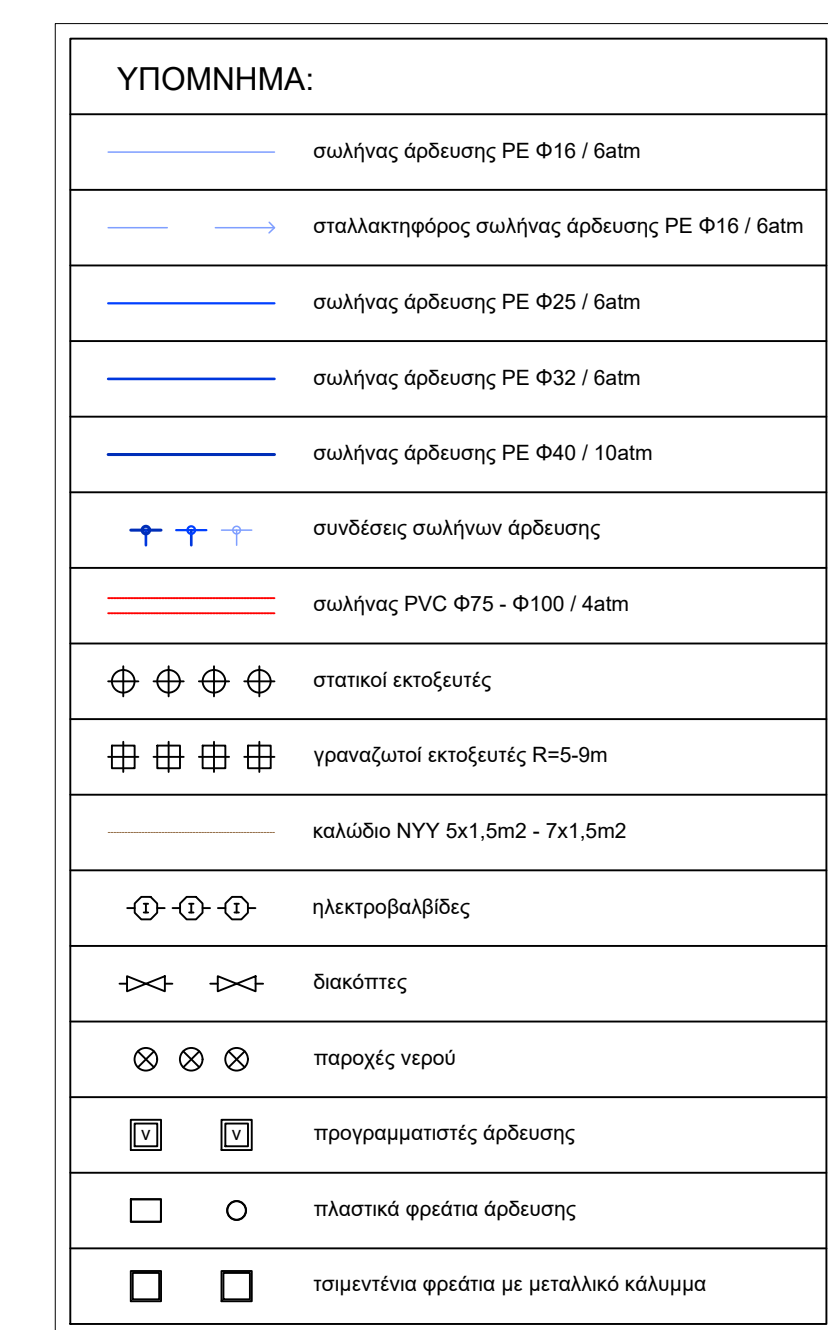 ΥΠΟΜΝΗΜΑ:
σωλήνας άρδευσης PE Φ16 / 6atm
σταλλακτηφόρος σωλήνας άρδευσης PE Φ16 / 6atm
σωλήνας άρδευσης PE Φ25 / 6atm
σωλήνας άρδευσης PE Φ32 / 6atm
σωλήνας άρδευσης PE Φ40 / 10atm
συνδέσεις σωλήνων άρδευσης
σωλήνας PVC Φ75 - Φ100 / 4atm
στατικοί εκτοξευτές
γραναζωτοί εκτοξευτές R=5-9m
καλώδιο NYY 5x1,5m2 - 7x1,5m2
I I I ηλεκτροβαλβίδες
διακόπτες
παροχές νερού
V V προγραμματιστές άρδευσης
πλαστικά φρεάτια άρδευσης
τσιμεντένια φρεάτια με μεταλλικό κάλυμμα